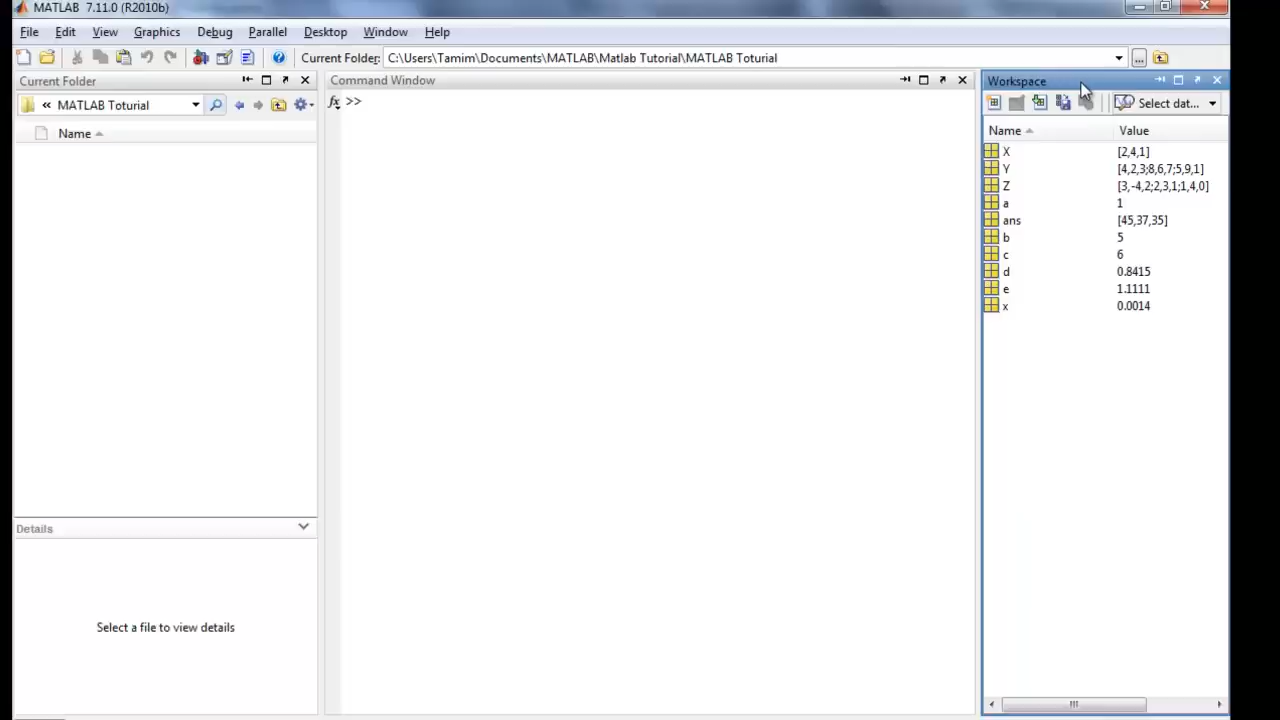 MATLAB 7.11.0 (R2010b)
File Edit View Graphics Debug Parallel Desktop Window Help
Current Folder: C:\Users\Tamim\Documents\MATLAB\Matlab Tutorial\MATLAB Toturial ...
Current Folder
« MATLAB Toturial
Name
Details
Select a file to view details
Command Window
fx >>
Workspace
Select dat...
Name Value
X [2,4,1]
Y [4,2,3;8,6,7;5,9,1]
Z [3,-4,2;2,3,1;1,4,0]
a 1
ans [45,37,35]
b 5
c 6
d 0.8415
e 1.1111
x 0.0014